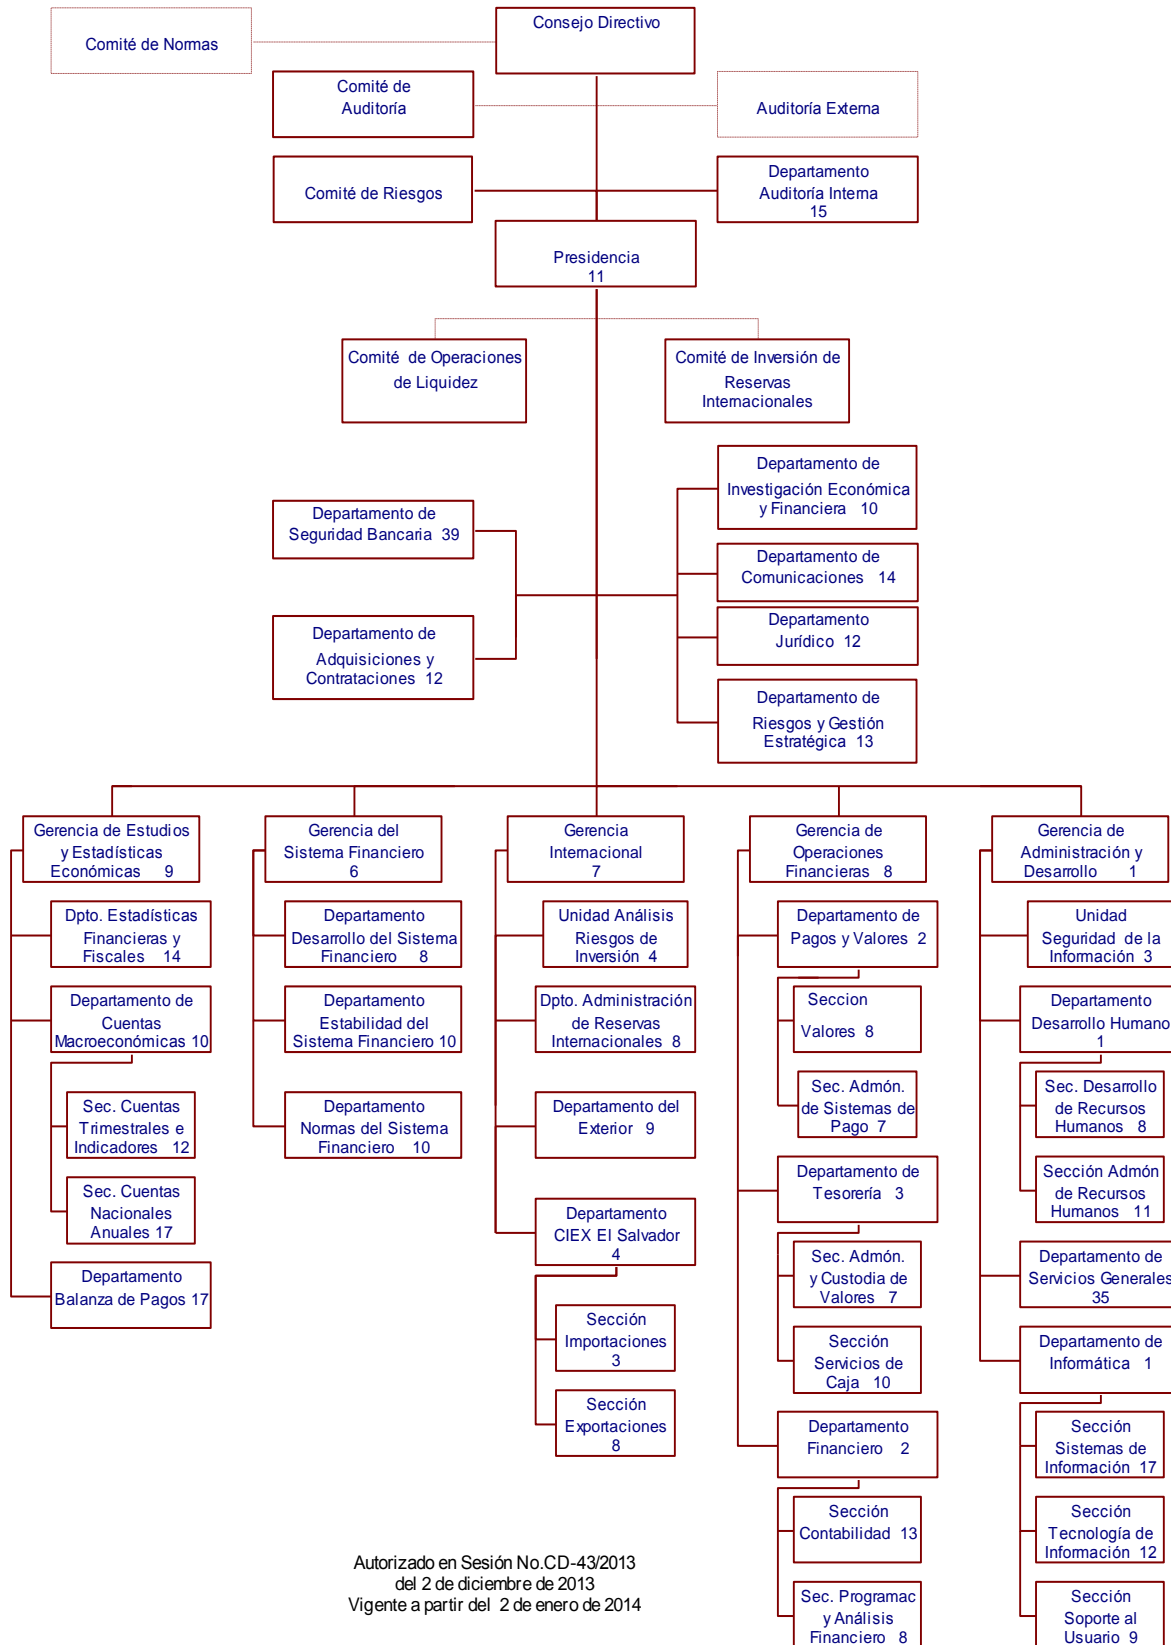 Comité de Normas
Consejo Directivo
Comité de
Auditoría
Auditoría Externa
Comité de Riesgos
Departamento
Auditoría Interna
15
Presidencia
11
Comité de Operaciones
de Liquidez
Comité de Inversión de
Reservas
Internacionales
Departamento de
Seguridad Bancaria 39
Departamento de
Adquisiciones y
Contrataciones 12
Departamento de
Investigación Económica
y Financiera 10
Departamento de
Comunicaciones 14
Departamento
Jurídico 12
Departamento de
Riesgos y Gestión
Estratégica 13
Gerencia de Estudios
y Estadísticas
Económicas 9
Dpto. Estadísticas
Financieras y
Fiscales 14
Departamento de
Cuentas
Macroeconómicas 10
Sec. Cuentas
Trimestrales e
Indicadores 12
Sec. Cuentas
Nacionales
Anuales 17
Departamento
Balanza de Pagos 17
Gerencia del
Sistema Financiero
6
Departamento
Desarrollo del Sistema
Financiero 8
Departamento
Estabilidad del
Sistema Financiero 10
Departamento
Normas del Sistema
Financiero 10
Gerencia
Internacional
7
Unidad Análisis
Riesgos de
Inversión 4
Dpto. Administración
de Reservas
Internacionales 8
Departamento del
Exterior 9
Departamento
CIEX El Salvador
4
Sección
Importaciones
3
Sección
Exportaciones
8
Gerencia de
Operaciones
Financieras 8
Departamento de
Pagos y Valores 2
Seccion
Valores 8
Sec. Admón.
de Sistemas de
Pago 7
Departamento de
Tesorería 3
Sec. Admón.
y Custodia de
Valores 7
Sección
Servicios de
Caja 10
Departamento
Financiero 2
Sección
Contabilidad 13
Sec. Programac
y Análisis
Financiero 8
Gerencia de
Administración y
Desarrollo 1
Unidad
Seguridad de la
Información 3
Departamento
Desarrollo Humano
1
Sec. Desarrollo
de Recursos
Humanos 8
Sección Admón
de Recursos
Humanos 11
Departamento de
Servicios Generales
35
Departamento de
Informática 1
Sección
Sistemas de
Información 17
Sección
Tecnología de
Información 12
Sección
Soporte al
Usuario 9
Autorizado en Sesión No.CD-43/2013
del 2 de diciembre de 2013
Vigente a partir del 2 de enero de 2014